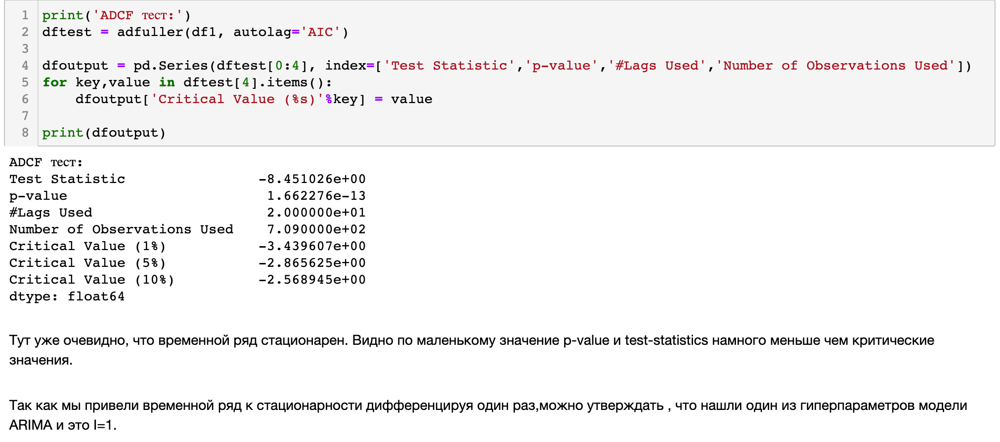 1 print('ADCF тест:')
2 dftest = adfuller(df1, autolag='AIC')
3
4 dfoutput = pd.Series(dftest[0:4], index=['Test Statistic','p-value','#Lags Used','Number of Observations Used'])
5 for key,value in dftest[4].items():
6     dfoutput['Critical Value (%s)'%key] = value
7
8 print(dfoutput)
ADCF тест:
Test Statistic                -8.451026e+00
p-value                        1.662276e-13
#Lags Used                     2.000000e+01
Number of Observations Used    7.090000e+02
Critical Value (1%)           -3.439607e+00
Critical Value (5%)           -2.865625e+00
Critical Value (10%)          -2.568945e+00
dtype: float64
Тут уже очевидно, что временной ряд стационарен. Видно по маленькому значение p-value и test-statistics намного меньше чем критические
значения.
Так как мы привели временной ряд к стационарности дифференцируя один раз,можно утверждать , что нашли один из гиперпараметров модели
ARIMA и это I=1.